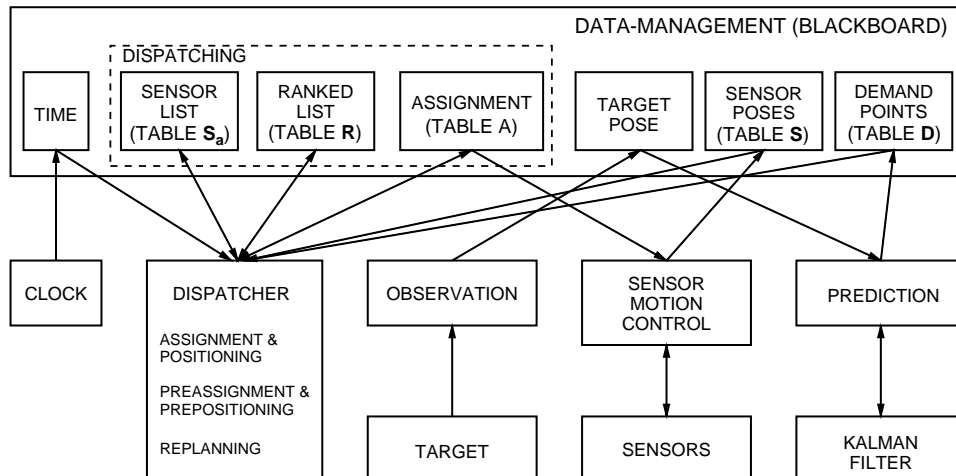 DATA-MANAGEMENT (BLACKBOARD)
DISPATCHING
TIME
SENSOR
LIST
(TABLE Sa)
RANKED
LIST
(TABLE R)
ASSIGNMENT
(TABLE A)
TARGET
POSE
SENSOR
POSES
(TABLE S)
DEMAND
POINTS
(TABLE D)
CLOCK
DISPATCHER
ASSIGNMENT &
POSITIONING
PREASSIGNMENT &
PREPOSITIONING
REPLANNING
OBSERVATION
SENSOR
MOTION
CONTROL
PREDICTION
TARGET
SENSORS
KALMAN
FILTER